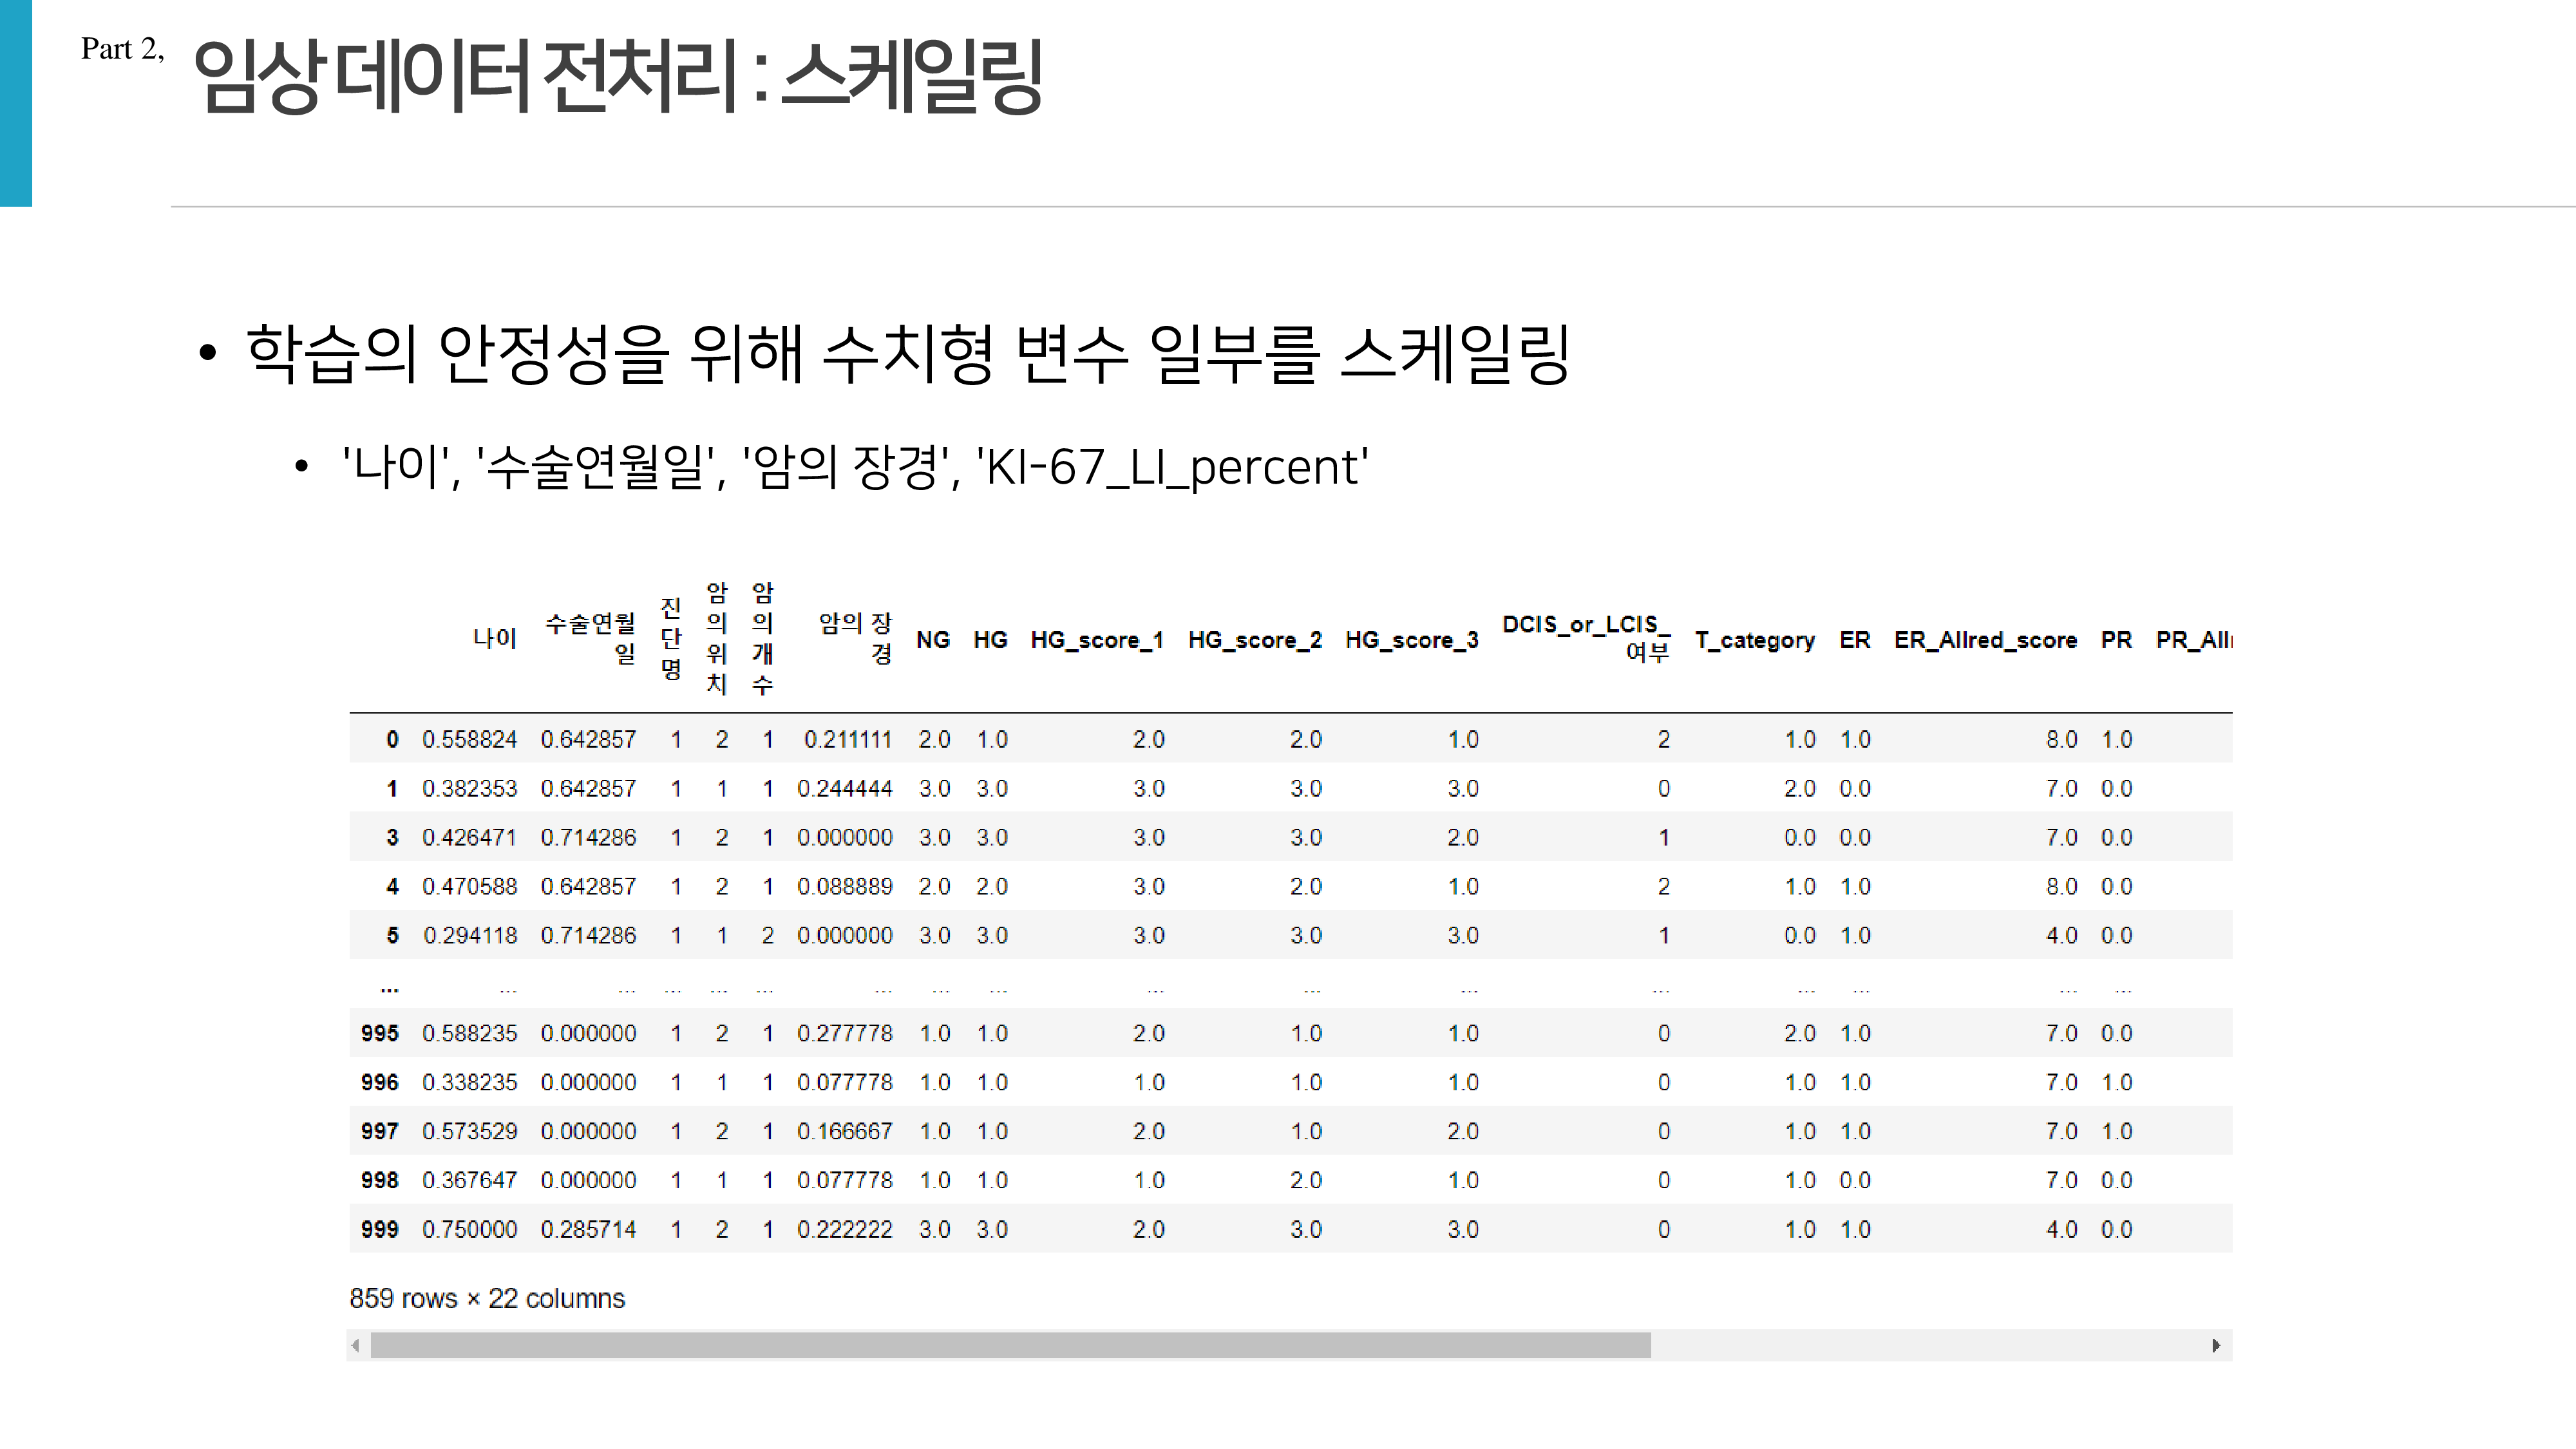 Part 2, 임상 데이터 전처리 : 스케일링
• 학습의 안정성을 위해 수치형 변수 일부를 스케일링
• '나이', '수술연월일', '암의 장경', 'KI-67_LI_percent'
나이 수술연월일 진단명 암의위치 암의개수 암의 장경 NG HG HG_score_1 HG_score_2 HG_score_3 DCIS_or_LCIS_여부 T_category ER ER_Allred_score PR PR_Allr
0 0.558824 0.642857 1 2 1 0.211111 2.0 1.0 2.0 2.0 1.0 2 1.0 1.0 8.0 1.0
1 0.382353 0.642857 1 1 1 0.244444 3.0 3.0 3.0 3.0 3.0 0 2.0 0.0 7.0 0.0
3 0.426471 0.714286 1 2 1 0.000000 3.0 3.0 3.0 3.0 2.0 1 0.0 0.0 7.0 0.0
4 0.470588 0.642857 1 2 1 0.088889 2.0 2.0 3.0 2.0 1.0 2 1.0 1.0 8.0 0.0
5 0.294118 0.714286 1 1 2 0.000000 3.0 3.0 3.0 3.0 3.0 1 0.0 1.0 4.0 0.0
... ... ... ... ... ... ... ... ... ... ... ... ... ... ... ... ...
995 0.588235 0.000000 1 2 1 0.277778 1.0 1.0 2.0 1.0 1.0 0 2.0 1.0 7.0 0.0
996 0.338235 0.000000 1 1 1 0.077778 1.0 1.0 1.0 1.0 1.0 0 1.0 1.0 7.0 1.0
997 0.573529 0.000000 1 2 1 0.166667 1.0 1.0 2.0 1.0 2.0 0 1.0 1.0 7.0 1.0
998 0.367647 0.000000 1 1 1 0.077778 1.0 1.0 1.0 2.0 1.0 0 1.0 0.0 7.0 0.0
999 0.750000 0.285714 1 2 1 0.222222 3.0 3.0 2.0 3.0 3.0 0 1.0 1.0 4.0 0.0
859 rows × 22 columns